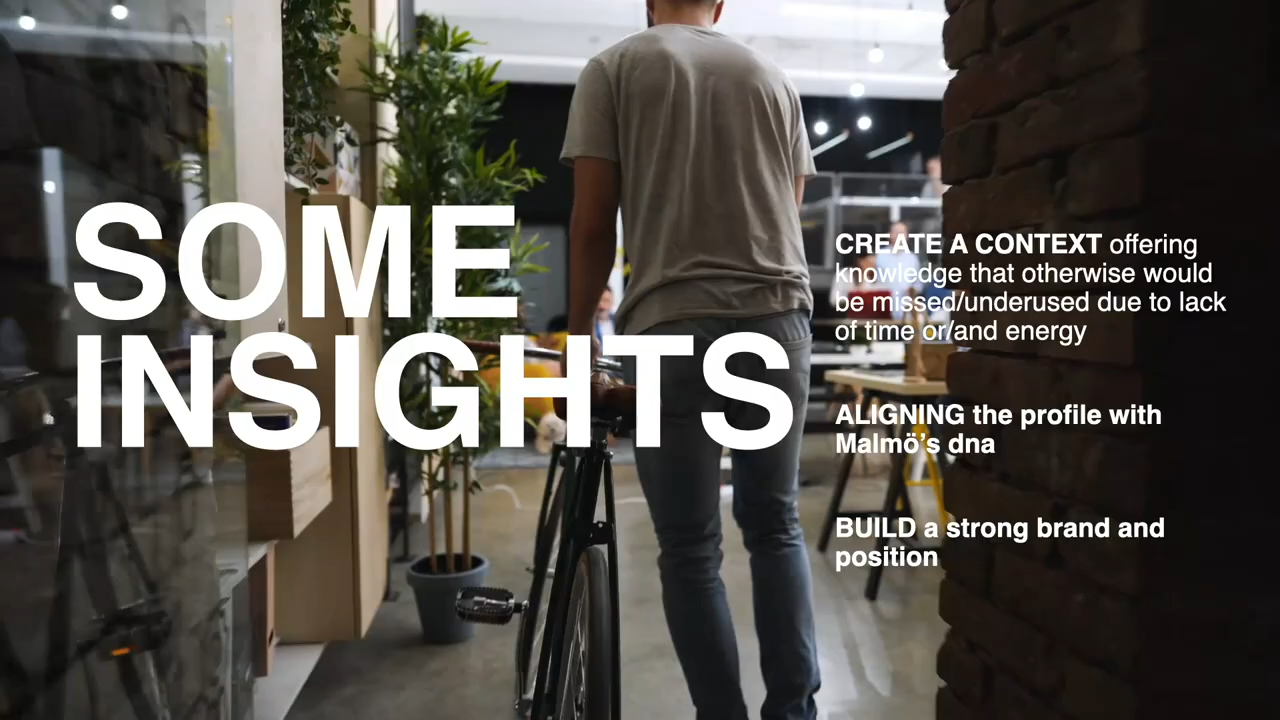 SOME
INSIGHTS
CREATE A CONTEXT offering
knowledge that otherwise would
be missed/underused due to lack
of time or/and energy
ALIGNING the profile with
Malmö’s dna
BUILD a strong brand and
position